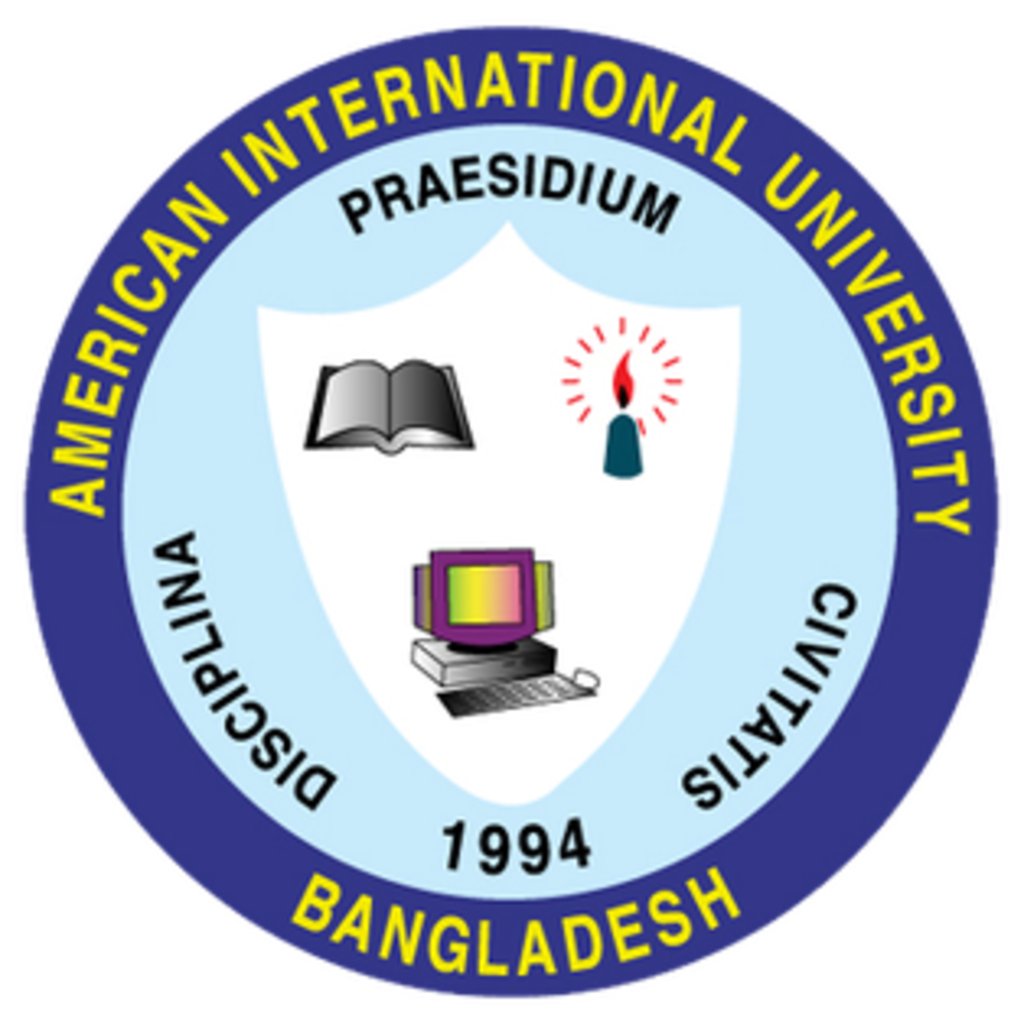 AMERICAN INTERNATIONAL UNIVERSITY
PRAESIDIUM
DISCIPLINA
CIVITATIS
1994
BANGLADESH